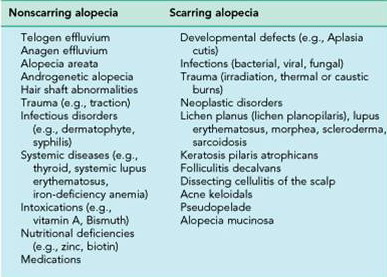 Nonscarring alopecia
Telogen effluvium
Anagen effluvium
Alopecia areata
Androgenetic alopecia
Hair shaft abnormalities
Trauma (e.g., traction)
Infectious disorders
(e.g., dermatophyte,
syphilis)
Systemic diseases (e.g.,
thyroid, systemic lupus
erythematosus,
iron-deficiency anemia)
Intoxications (e.g.,
vitamin A, Bismuth)
Nutritional deficiencies
(e.g., zinc, biotin)
Medications
Scarring alopecia
Developmental defects (e.g., Aplasia
cutis)
Infections (bacterial, viral, fungal)
Trauma (irradiation, thermal or caustic
burns)
Neoplastic disorders
Lichen planus (lichen planopilaris), lupus
erythematosus, morphea, scleroderma,
sarcoidosis
Keratosis pilaris atrophicans
Folliculitis decalvans
Dissecting cellulitis of the scalp
Acne keloidals
Pseudopelade
Alopecia mucinosa